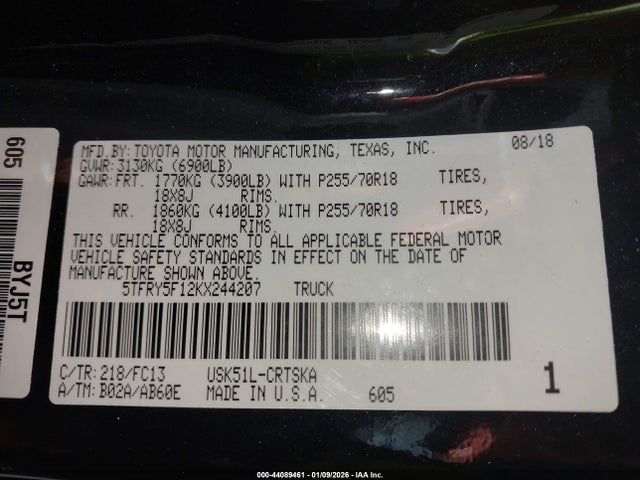 605
BYJ5T
MFD.BY: TOYOTA MOTOR MANUFACTURING, TEXAS, INC. 08/18
GVWR: 3130KG (6900LB)
GAWR: FRT. 1770KG (3900LB) WITH P255/70R18 TIRES,
18X8J RIMS.
RR. 1860KG (4100LB) WITH P255/70R18 TIRES,
18X8J RIMS.
THIS VEHICLE CONFORMS TO ALL APPLICABLE FEDERAL MOTOR
VEHICLE SAFETY STANDARDS IN EFFECT ON THE DATE OF
MANUFACTURE SHOWN ABOVE.
5TFRY5F12KX244207 TRUCK
C/TR: 218/FC13 USK51L-CRTSKA
A/TM: B02A/AB60E MADE IN U.S.A. 605 1
000-44089461 - 01/09/2026 - IAA Inc.